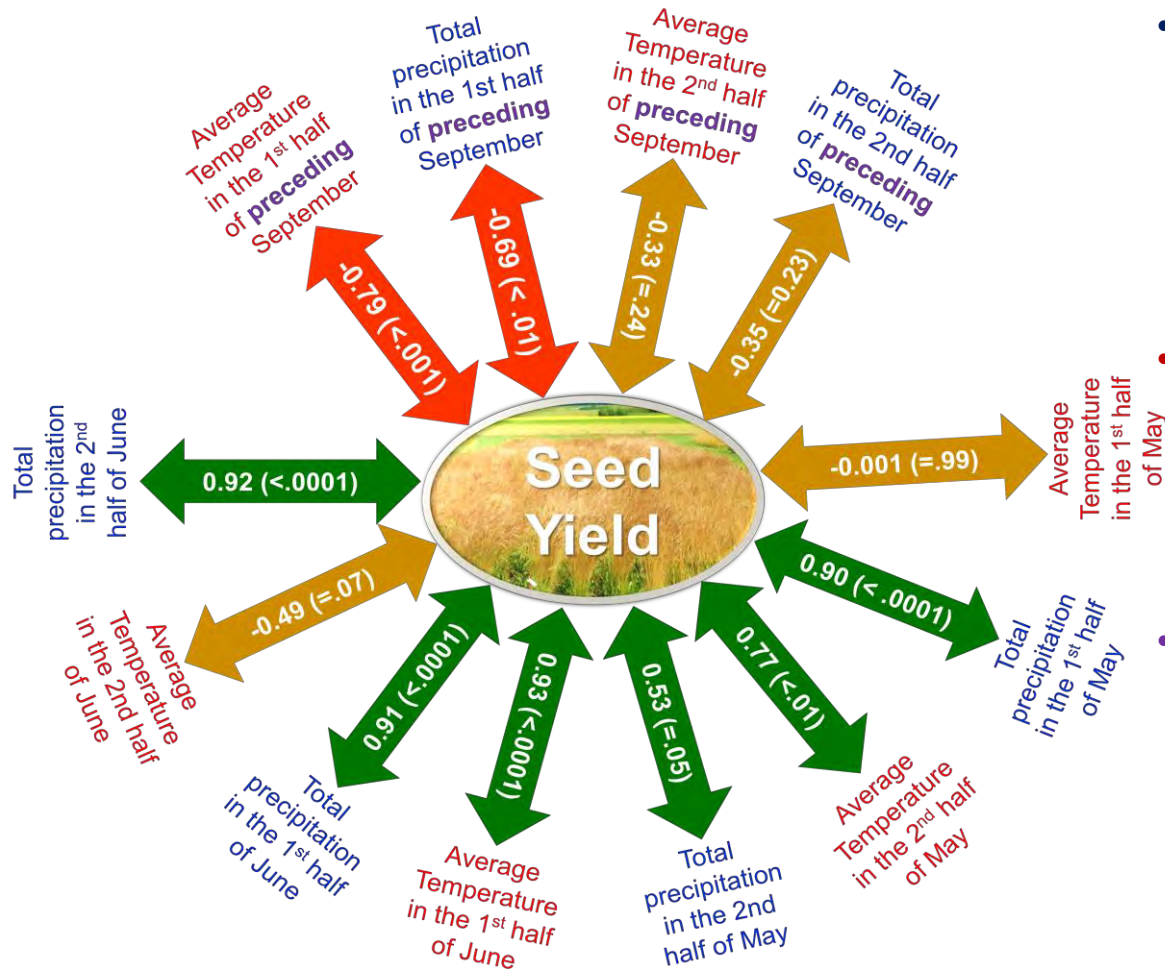 Average
Temperature
in the 1st half
of preceding
September
-0.79 (<.001)
Total
precipitation
in the 1st half
of preceding
September
-0.69 (< .01)
Average
Temperature
in the 2nd half
of preceding
September
-0.33 (=.24)
Total
precipitation
in the 2nd half
of preceding
September
-0.35 (=0.23)
Average
Temperature
in the 1st half
of May
-0.001 (=.99)
Total
precipitation
in the 1st half
of May
0.90 (< .0001)
Average
Temperature
in the 2nd half
of May
0.77 (<.01)
Total
precipitation
in the 2nd
half of May
0.53 (=.05)
Average
Temperature
in the 1st half
of June
0.93 (<.0001)
Total
precipitation
in the 1st half
of June
0.91 (<.0001)
Average
Temperature
in the 2nd half
of June
-0.49 (=.07)
Total
precipitation
in the 2nd
half of June
0.92 (<.0001)
Seed
Yield